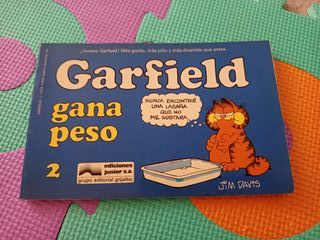 ¡Vuelve Garfield! Más gordo, más pillo y más divertido que antes.
Garfield
gana
peso
NUNCA ENCONTRÉ
UNA LASAÑA
QUE NO
ME GUSTARA
2
ediciones
junior s.a.
grupo editorial grijalbo
JIM DAVIS